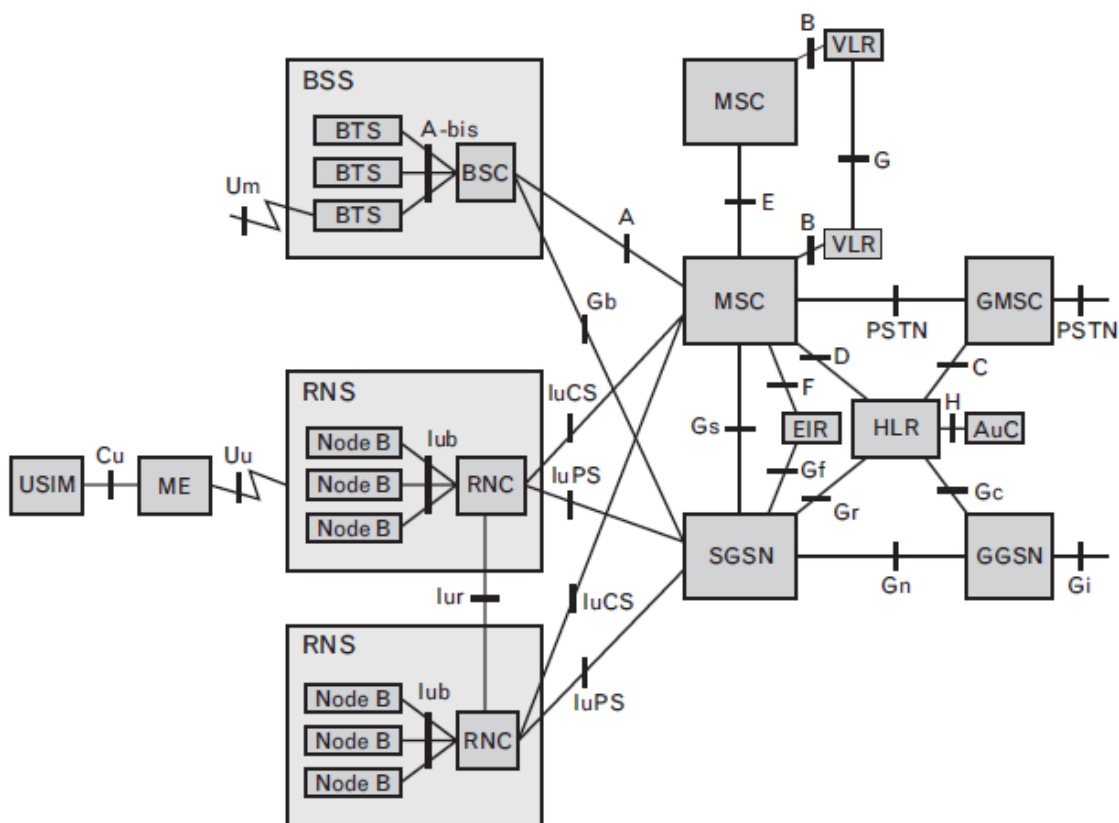 B
VLR
BSS
MSC
BTS
A-bis
BTS
BSC
G
Um
BTS
E
A
B
VLR
MSC
GMSC
Gb
PSTN
PSTN
D
C
RNS
IuCS
F
H
Node B
Iub
Gs
EIR
HLR
AuC
Cu
Uu
IuPS
USIM
ME
Node B
RNC
Gf
Gc
Node B
Gr
SGSN
GGSN
Iur
IuCS
Gn
Gi
RNS
Node B
Iub
IuPS
Node B
RNC
Node B